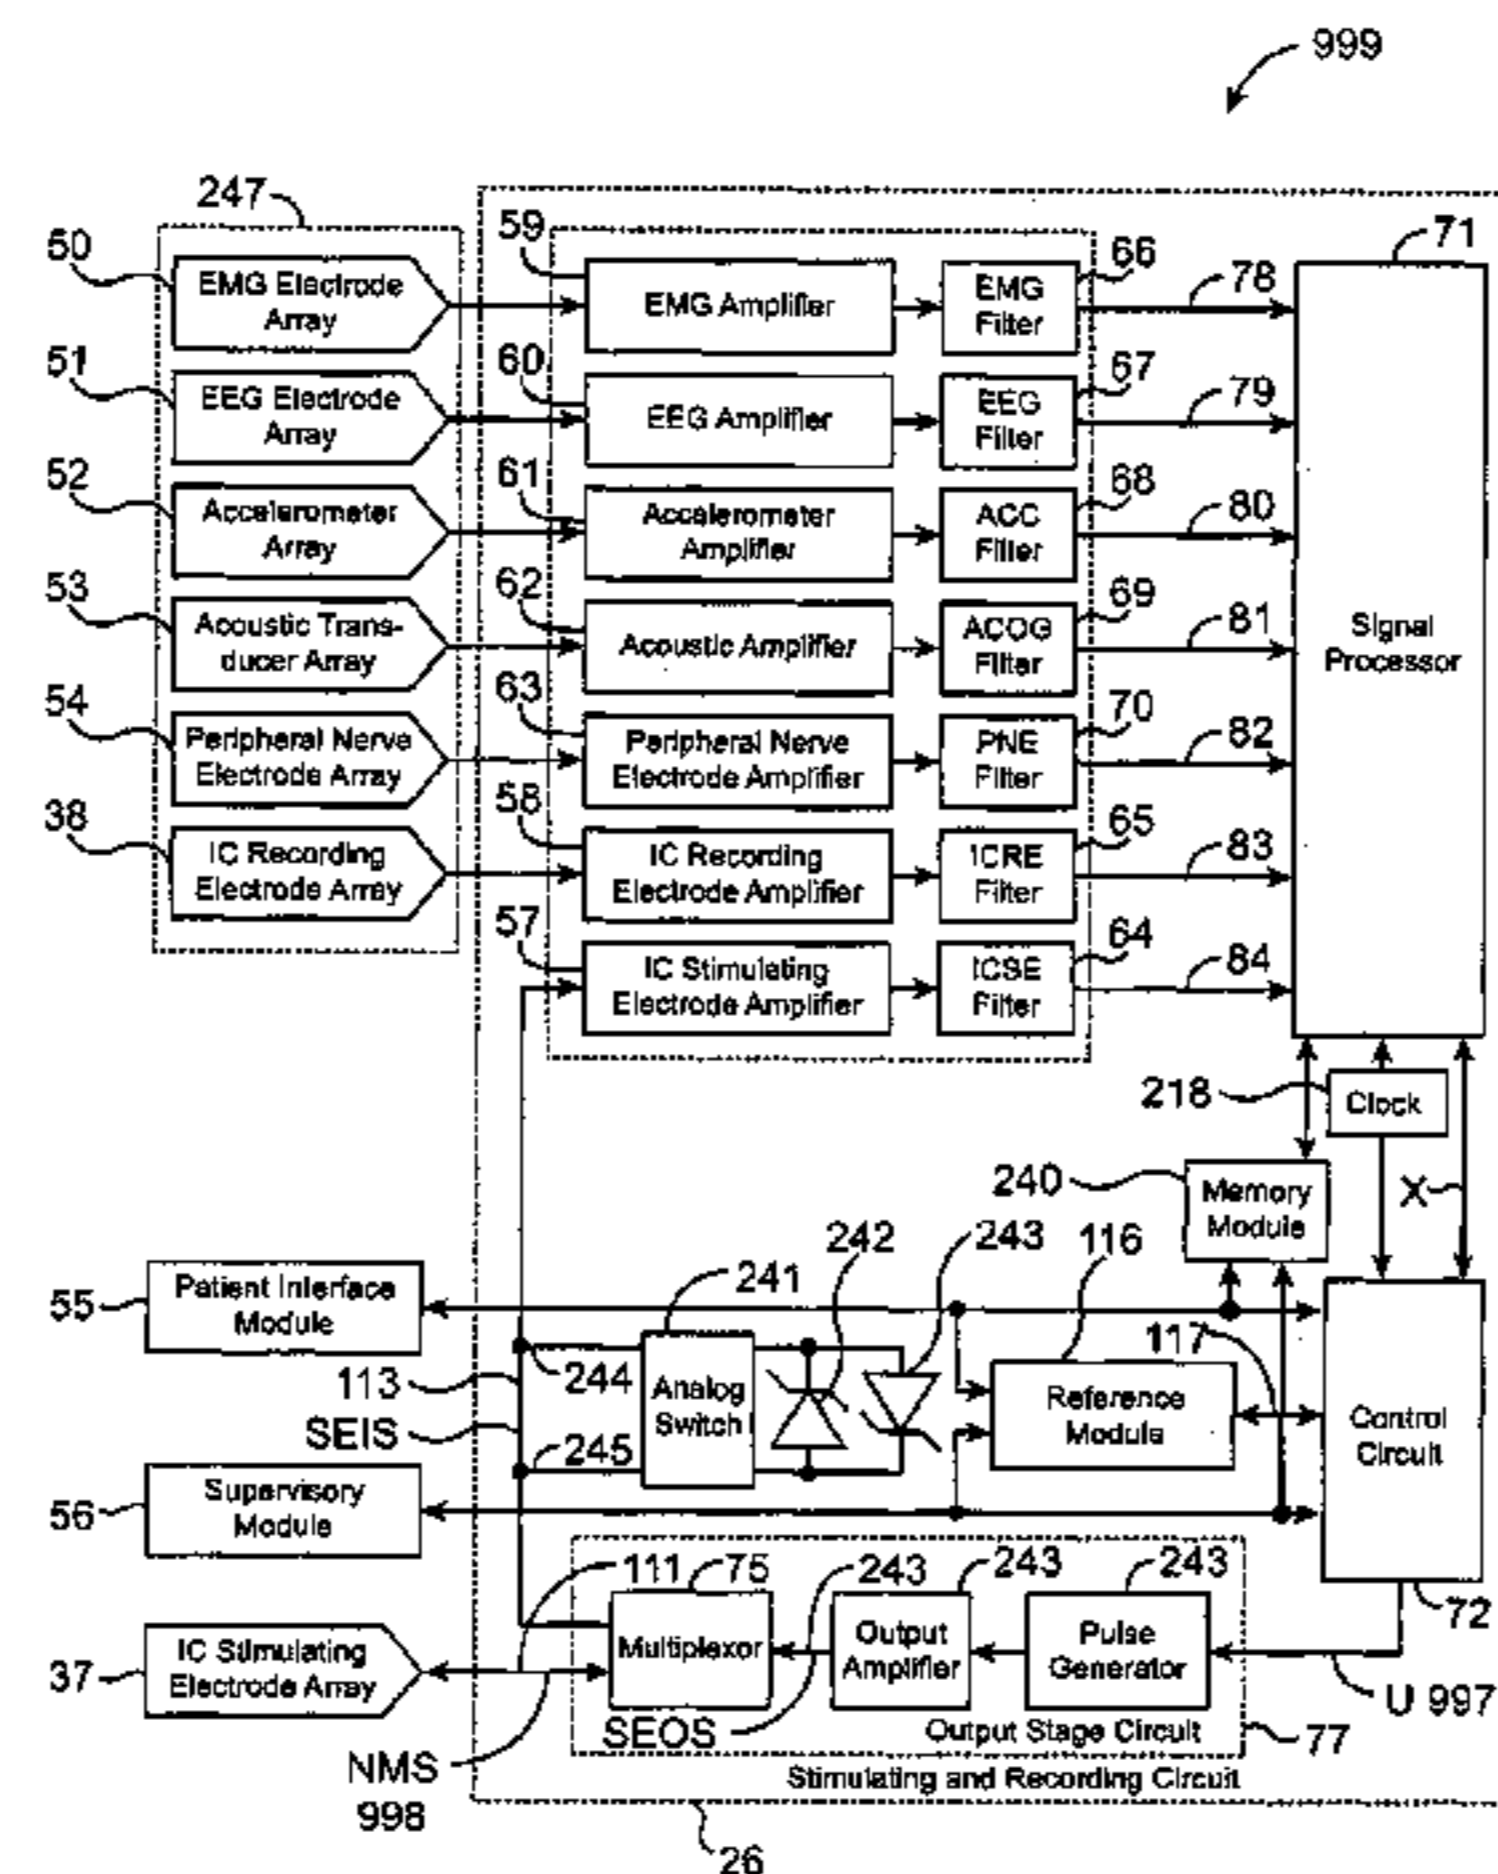 999
247
50
EMG Electrode
Array
59
EMG Amplifier
EMG
Filter
66
78
71
51
EEG Electrode
Array
60
EEG Amplifier
EEG
Filter
67
79
52
Accelerometer
Array
61
Accelerometer
Amplifier
ACC
Filter
68
80
53
Acoustic Trans-
ducer Array
62
Acoustic Amplifier
ACOG
Filter
69
81
Signal
Processor
54
Peripheral Nerve
Electrode Array
63
Peripheral Nerve
Electrode Amplifier
PNE
Filter
70
82
38
IC Recording
Electrode Array
58
IC Recording
Electrode Amplifier
ICRE
Filter
65
83
57
IC Stimulating
Electrode Amplifier
ICSE
Filter
64
84
218
Clock
240
Memory
Module
X
55
Patient Interface
Module
241
242
243
116
117
113
244
Analog
Switch
Reference
Module
Control
Circuit
SEIS
245
56
Supervisory
Module
111
75
243
243
243
72
37
IC Stimulating
Electrode Array
Multiplexor
Output
Amplifier
Pulse
Generator
U 997
SEOS
Output Stage Circuit
77
NMS
998
Stimulating and Recording Circuit
26